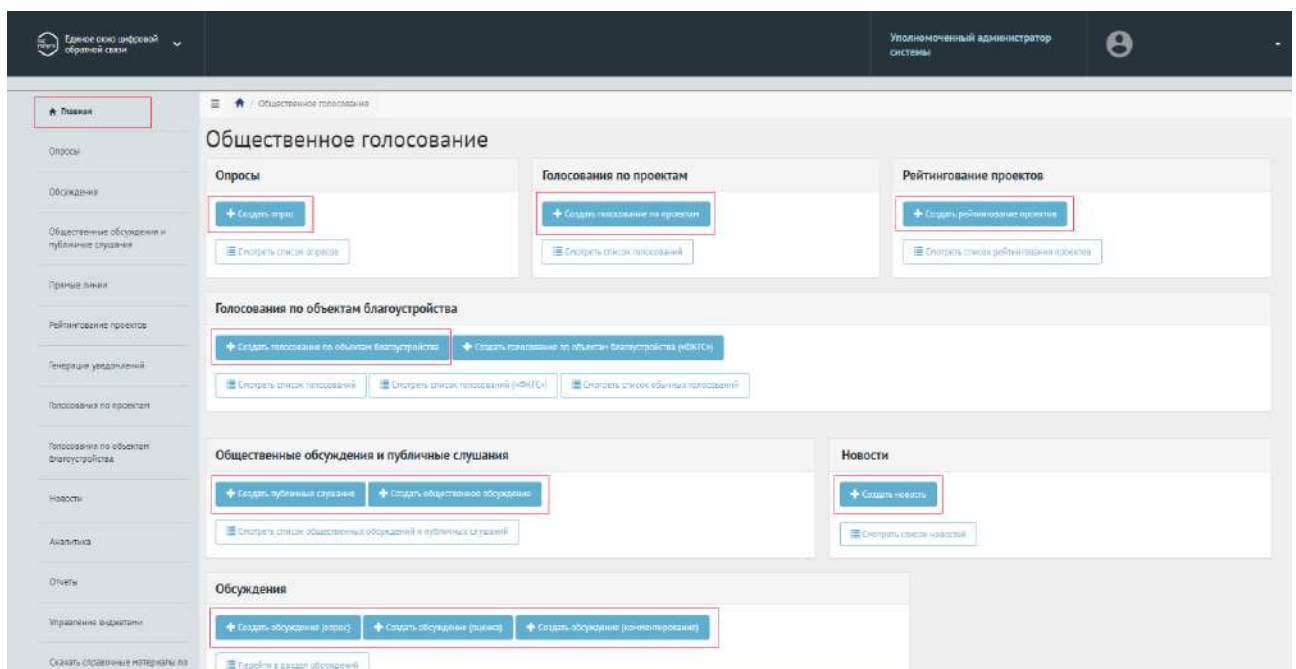 Единое окно цифровой
обратной связи
Уполномоченный администратор
системы
Главная
Опросы
Обсуждения
Общественные обсуждения и
публичные слушания
Прямые линии
Рейтингование проектов
Генерация уведомлений
Голосования по проектам
Голосования по объектам
благоустройства
Новости
Аналитика
Отчеты
Управление виджетами
Скачать справочные материалы по
/ Общественное голосование
Общественное голосование
Опросы
Создать опрос
Смотреть список опросов
Голосования по проектам
Создать голосование по проектам
Смотреть список голосований
Рейтингование проектов
Создать рейтингование проектов
Смотреть список рейтингования проектов
Голосования по объектам благоустройства
Создать голосование по объектам благоустройства
Создать голосование по объектам благоустройства («ФКГС»)
Смотреть список голосований
Смотреть список голосований («ФКГС»)
Смотреть список обычных голосований
Общественные обсуждения и публичные слушания
Создать публичные слушания
Создать общественное обсуждение
Смотреть список общественных обсуждений и публичных слушаний
Новости
Создать новость
Смотреть список новостей
Обсуждения
Создать обсуждение (опрос)
Создать обсуждение (оценка)
Создать обсуждение (комментирование)
Перейти в раздел обсуждений